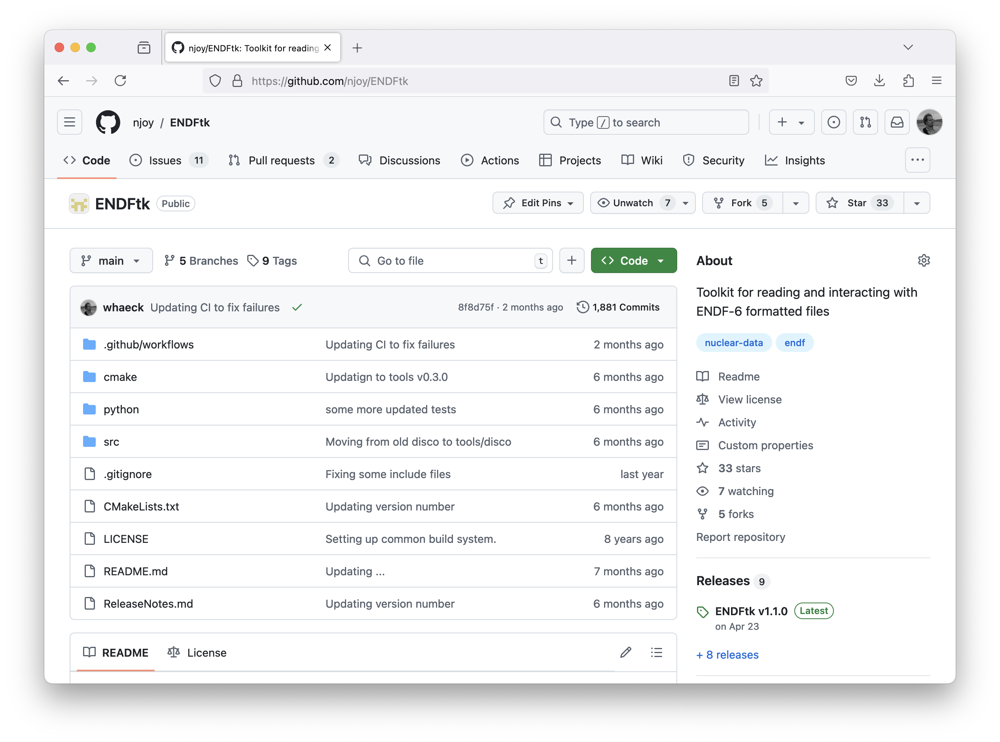 njoy/ENDFtk: Toolkit for reading
https://github.com/njoy/ENDFtk
njoy / ENDFtk
Type / to search
Code
Issues 11
Pull requests 2
Discussions
Actions
Projects
Wiki
Security
Insights
ENDFtk Public
Edit Pins
Unwatch 7
Fork 5
Star 33
main
5 Branches
9 Tags
Go to file t
Code
whaeck Updating CI to fix failures 8f8d75f · 2 months ago 1,881 Commits
.github/workflows Updating CI to fix failures 2 months ago
cmake Updatign to tools v0.3.0 6 months ago
python some more updated tests 6 months ago
src Moving from old disco to tools/disco 6 months ago
.gitignore Fixing some include files last year
CMakeLists.txt Updating version number 6 months ago
LICENSE Setting up common build system. 8 years ago
README.md Updating ... 7 months ago
ReleaseNotes.md Updating version number 6 months ago
README
License
About
Toolkit for reading and interacting with
ENDF-6 formatted files
nuclear-data endf
Readme
View license
Activity
Custom properties
33 stars
7 watching
5 forks
Report repository
Releases 9
ENDFtk v1.1.0 Latest
on Apr 23
+ 8 releases